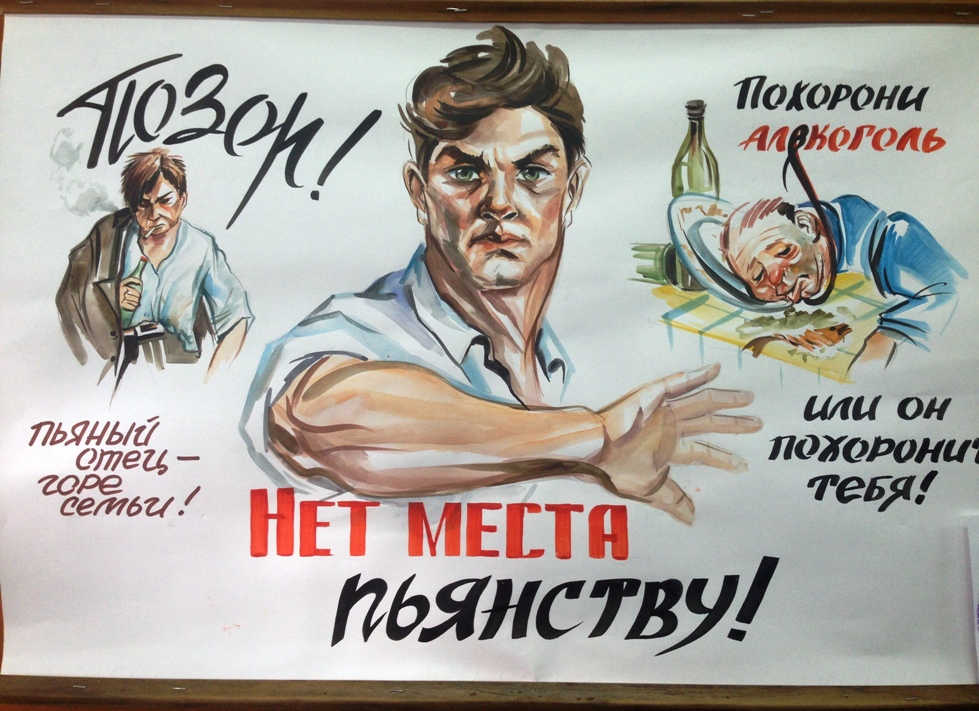 Позор!
Похорони
алкоголь
пьяный
отец —
горе
семьи!
или он
похоронит
тебя!
Нет места
пьянству!